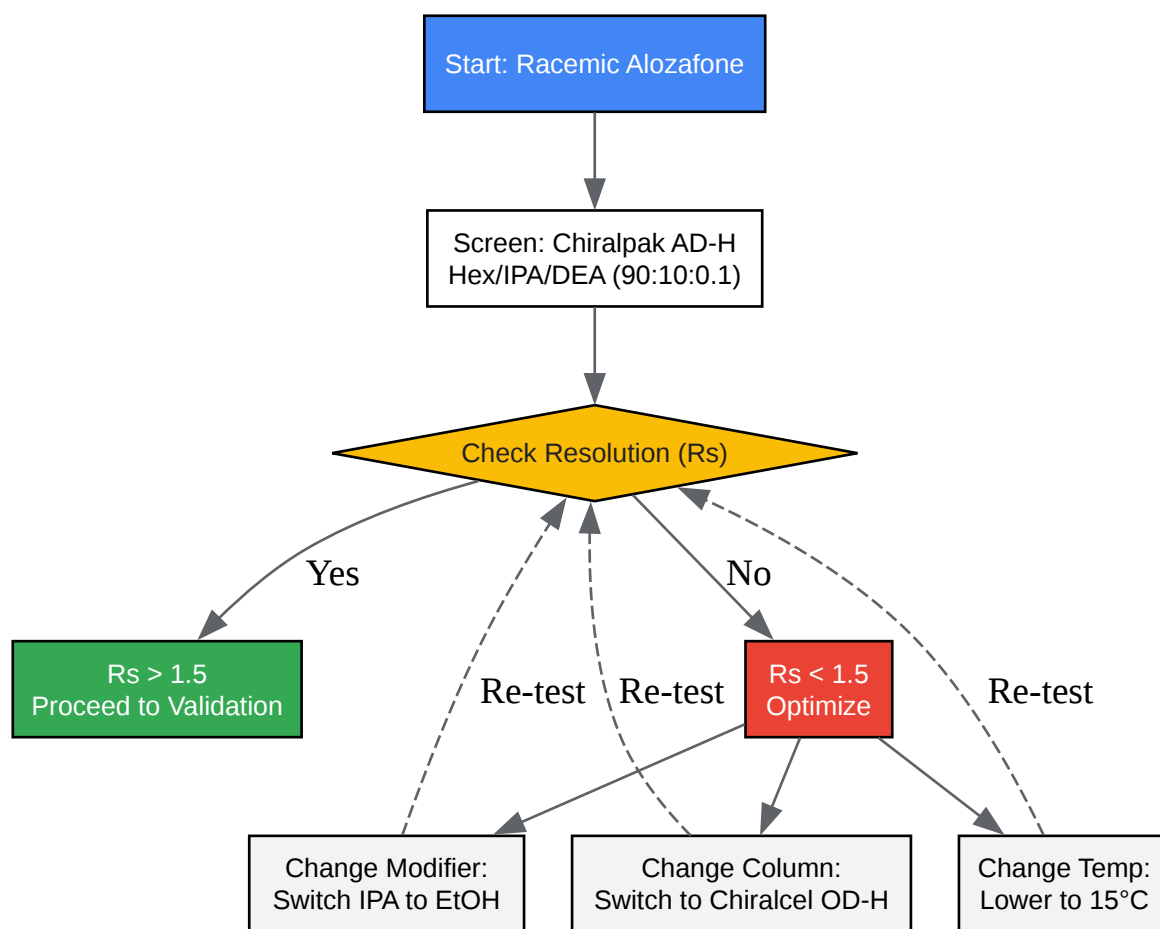 Start: Racemic Alozafone
Screen: Chiralpak AD-H
Hex/IPA/DEA (90:10:0.1)
Check Resolution (Rs)
Yes
No
Rs > 1.5
Proceed to Validation
Re-test
Re-test
Rs < 1.5
Optimize
Re-test
Change Modifier:
Switch IPA to EtOH
Change Column:
Switch to Chiralcel OD-H
Change Temp:
Lower to 15°C